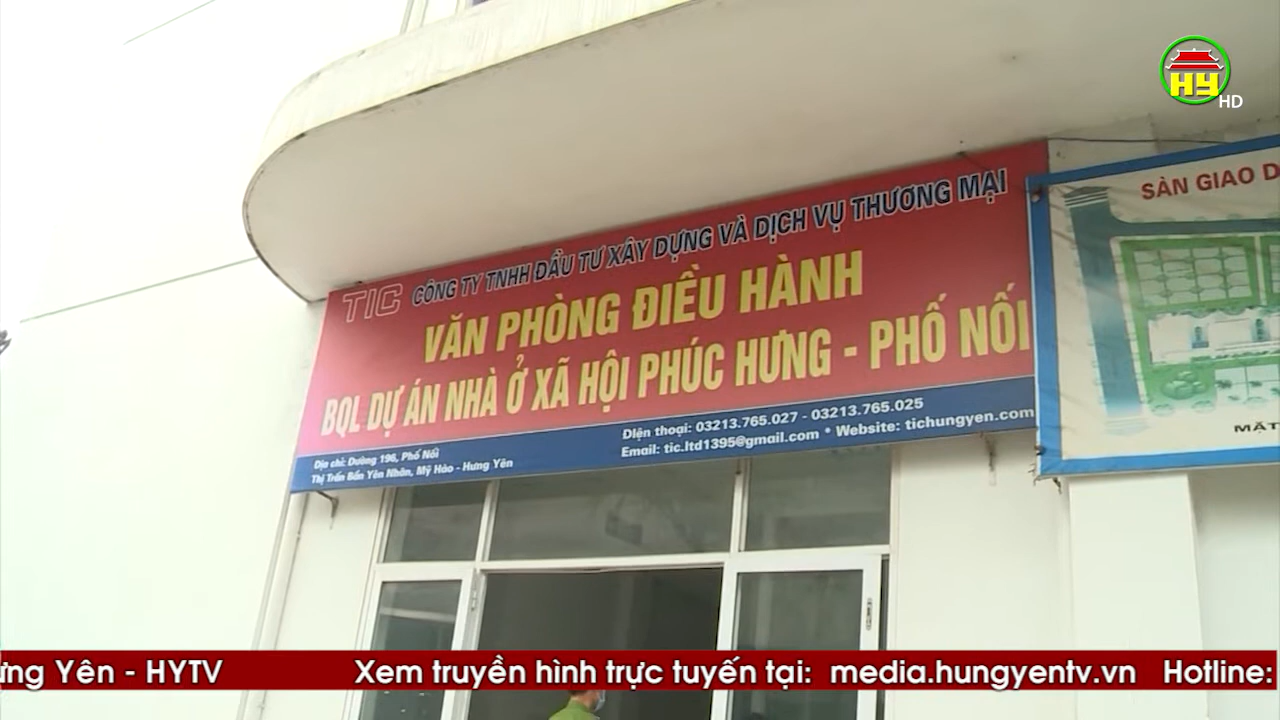 HY
HD
TIC CÔNG TY TNHH ĐẦU TƯ XÂY DỰNG VÀ DỊCH VỤ THƯƠNG MẠI
VĂN PHÒNG ĐIỀU HÀNH
BQL DỰ ÁN NHÀ Ở XÃ HỘI PHÚC HƯNG - PHỐ NỐI
Địa chỉ: Đường 196, Phố Nối
Thị Trấn Bần Yên Nhân, Mỹ Hào - Hưng Yên
Điện thoại: 03213.765.027 - 03213.765.025
Email: tic.ltd1395@gmail.com * Website: tichungyen.com
SÀN GIAO D
MẶT
ưng Yên - HYTV Xem truyền hình trực tuyến tại: media.hungyentv.vn Hotline: